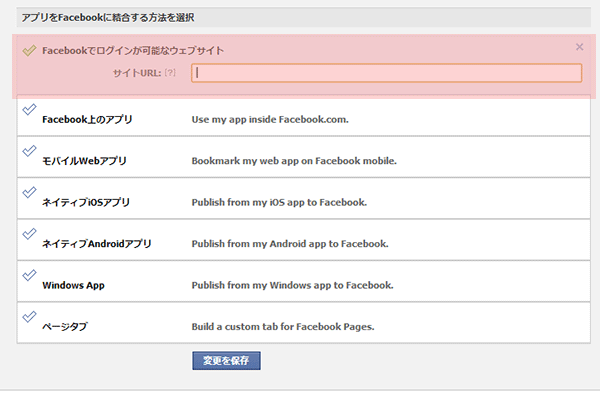 アプリをFacebookに結合する方法を選択
Facebookでログインが可能なウェブサイト
サイトURL: [?]
Facebook上のアプリ Use my app inside Facebook.com.
モバイルWebアプリ Bookmark my web app on Facebook mobile.
ネイティブiOSアプリ Publish from my iOS app to Facebook.
ネイティブAndroidアプリ Publish from my Android app to Facebook.
Windows App Publish from my Windows app to Facebook.
ページタブ Build a custom tab for Facebook Pages.
変更を保存